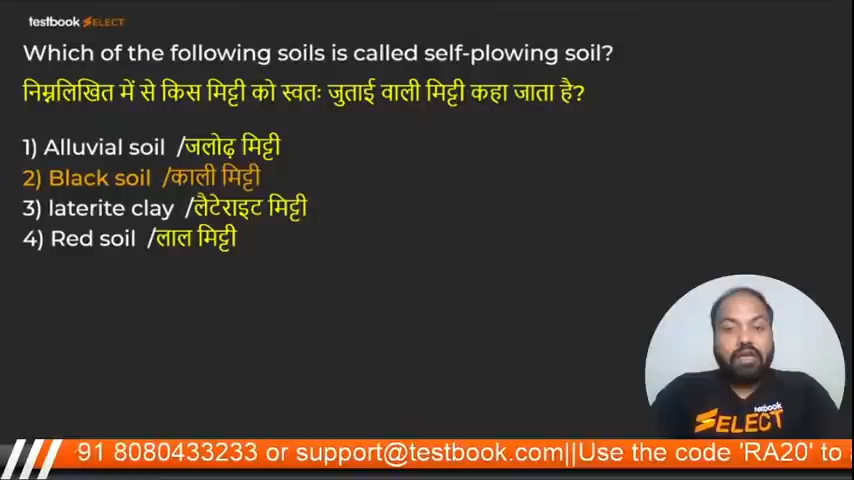 testbook SELECT
Which of the following soils is called self-plowing soil?
निम्नलिखित में से किस मिट्टी को स्वतः जुताई वाली मिट्टी कहा जाता है?
1) Alluvial soil /जलोढ़ मिट्टी
2) Black soil /काली मिट्टी
3) laterite clay /लैटेराइट मिट्टी
4) Red soil /लाल मिट्टी
testbook
SELECT
91 8080433233 or support@testbook.com||Use the code 'RA20' to